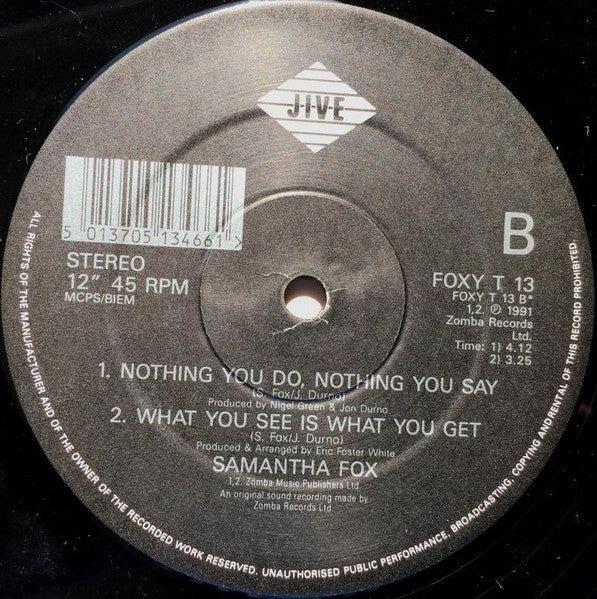 J·I·V·E
5 013705 134661 >
STEREO
12" 45 RPM
MCPS/BIEM
B
FOXY T 13
FOXY T 13 B*
1,2. ℗ 1991
Zomba Records
Ltd.
Time: 1) 4.12
2) 3.25
1. NOTHING YOU DO, NOTHING YOU SAY
(S. Fox/J. Durno)
Produced by Nigel Green & Jon Durno
2. WHAT YOU SEE IS WHAT YOU GET
(S. Fox/J. Durno)
Produced & Arranged by Eric Foster White
SAMANTHA FOX
1,2. Zomba Music Publishers Ltd.
An original sound recording made by
Zomba Records Ltd.
ALL RIGHTS OF THE MANUFACTURER AND OF THE OWNER OF THE RECORDED WORK RESERVED. UNAUTHORISED PUBLIC PERFORMANCE, BROADCASTING, COPYING AND RENTAL OF THIS RECORD PROHIBITED.